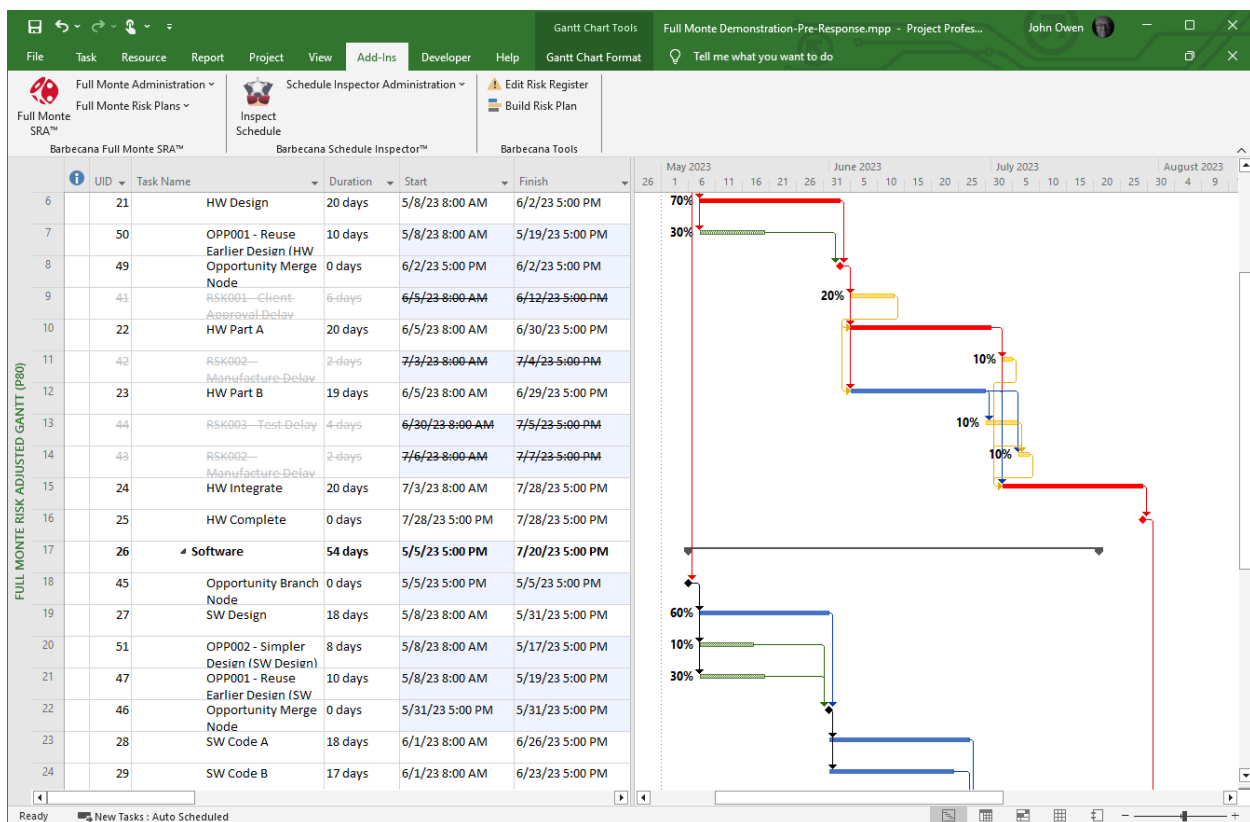 Gantt Chart Tools
Full Monte Demonstration-Pre-Response.mpp - Project Profes...
John Owen
File Task Resource Report Project View Add-Ins Developer Help Gantt Chart Format Tell me what you want to do
Full Monte SRA™
Full Monte Administration
Full Monte Risk Plans
Barbecana Full Monte SRA™
Inspect Schedule
Schedule Inspector Administration
Barbecana Schedule Inspector™
Edit Risk Register
Build Risk Plan
Barbecana Tools
UID Task Name Duration Start Finish
May 2023 June 2023 July 2023 August 2023
26 1 6 11 16 21 26 31 5 10 15 20 25 30 5 10 15 20 25 30 4 9
FULL MONTE RISK ADJUSTED GANTT (P80)
6 21 HW Design 20 days 5/8/23 8:00 AM 6/2/23 5:00 PM 70%
7 50 OPP001 - Reuse 10 days 5/8/23 8:00 AM 5/19/23 5:00 PM 30%
Earlier Design (HW
8 49 Opportunity Merge 0 days 6/2/23 5:00 PM 6/2/23 5:00 PM
Node
9 41 RSK001 - Client 6 days 6/5/23 8:00 AM 6/12/23 5:00 PM 20%
Approval Delay
10 22 HW Part A 20 days 6/5/23 8:00 AM 6/30/23 5:00 PM
11 42 RSK002 - 2 days 7/3/23 8:00 AM 7/4/23 5:00 PM 10%
Manufacture Delay
12 23 HW Part B 19 days 6/5/23 8:00 AM 6/29/23 5:00 PM
13 44 RSK003 - Test Delay 4 days 6/30/23 8:00 AM 7/5/23 5:00 PM 10%
14 43 RSK002 - 2 days 7/6/23 8:00 AM 7/7/23 5:00 PM 10%
Manufacture Delay
15 24 HW Integrate 20 days 7/3/23 8:00 AM 7/28/23 5:00 PM
16 25 HW Complete 0 days 7/28/23 5:00 PM 7/28/23 5:00 PM
17 26 Software 54 days 5/5/23 5:00 PM 7/20/23 5:00 PM
18 45 Opportunity Branch 0 days 5/5/23 5:00 PM 5/5/23 5:00 PM
Node
19 27 SW Design 18 days 5/8/23 8:00 AM 5/31/23 5:00 PM 60%
20 51 OPP002 - Simpler 8 days 5/8/23 8:00 AM 5/17/23 5:00 PM 10%
Design (SW Design)
21 47 OPP001 - Reuse 10 days 5/8/23 8:00 AM 5/19/23 5:00 PM 30%
Earlier Design (SW
22 46 Opportunity Merge 0 days 5/31/23 5:00 PM 5/31/23 5:00 PM
Node
23 28 SW Code A 18 days 6/1/23 8:00 AM 6/26/23 5:00 PM
24 29 SW Code B 17 days 6/1/23 8:00 AM 6/23/23 5:00 PM
Ready New Tasks : Auto Scheduled